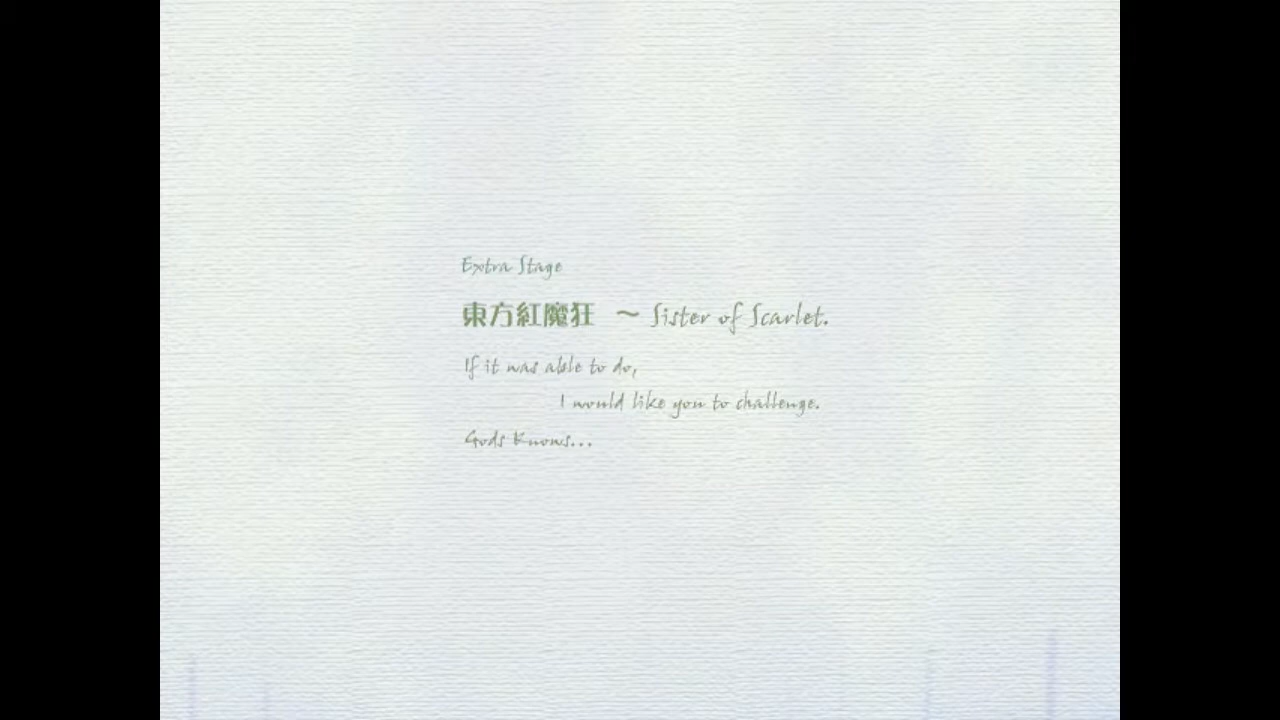 Extra Stage
東方紅魔狂 ～ Sister of Scarlet.
If it was able to do,
I would like you to challenge.
Gods Knows...